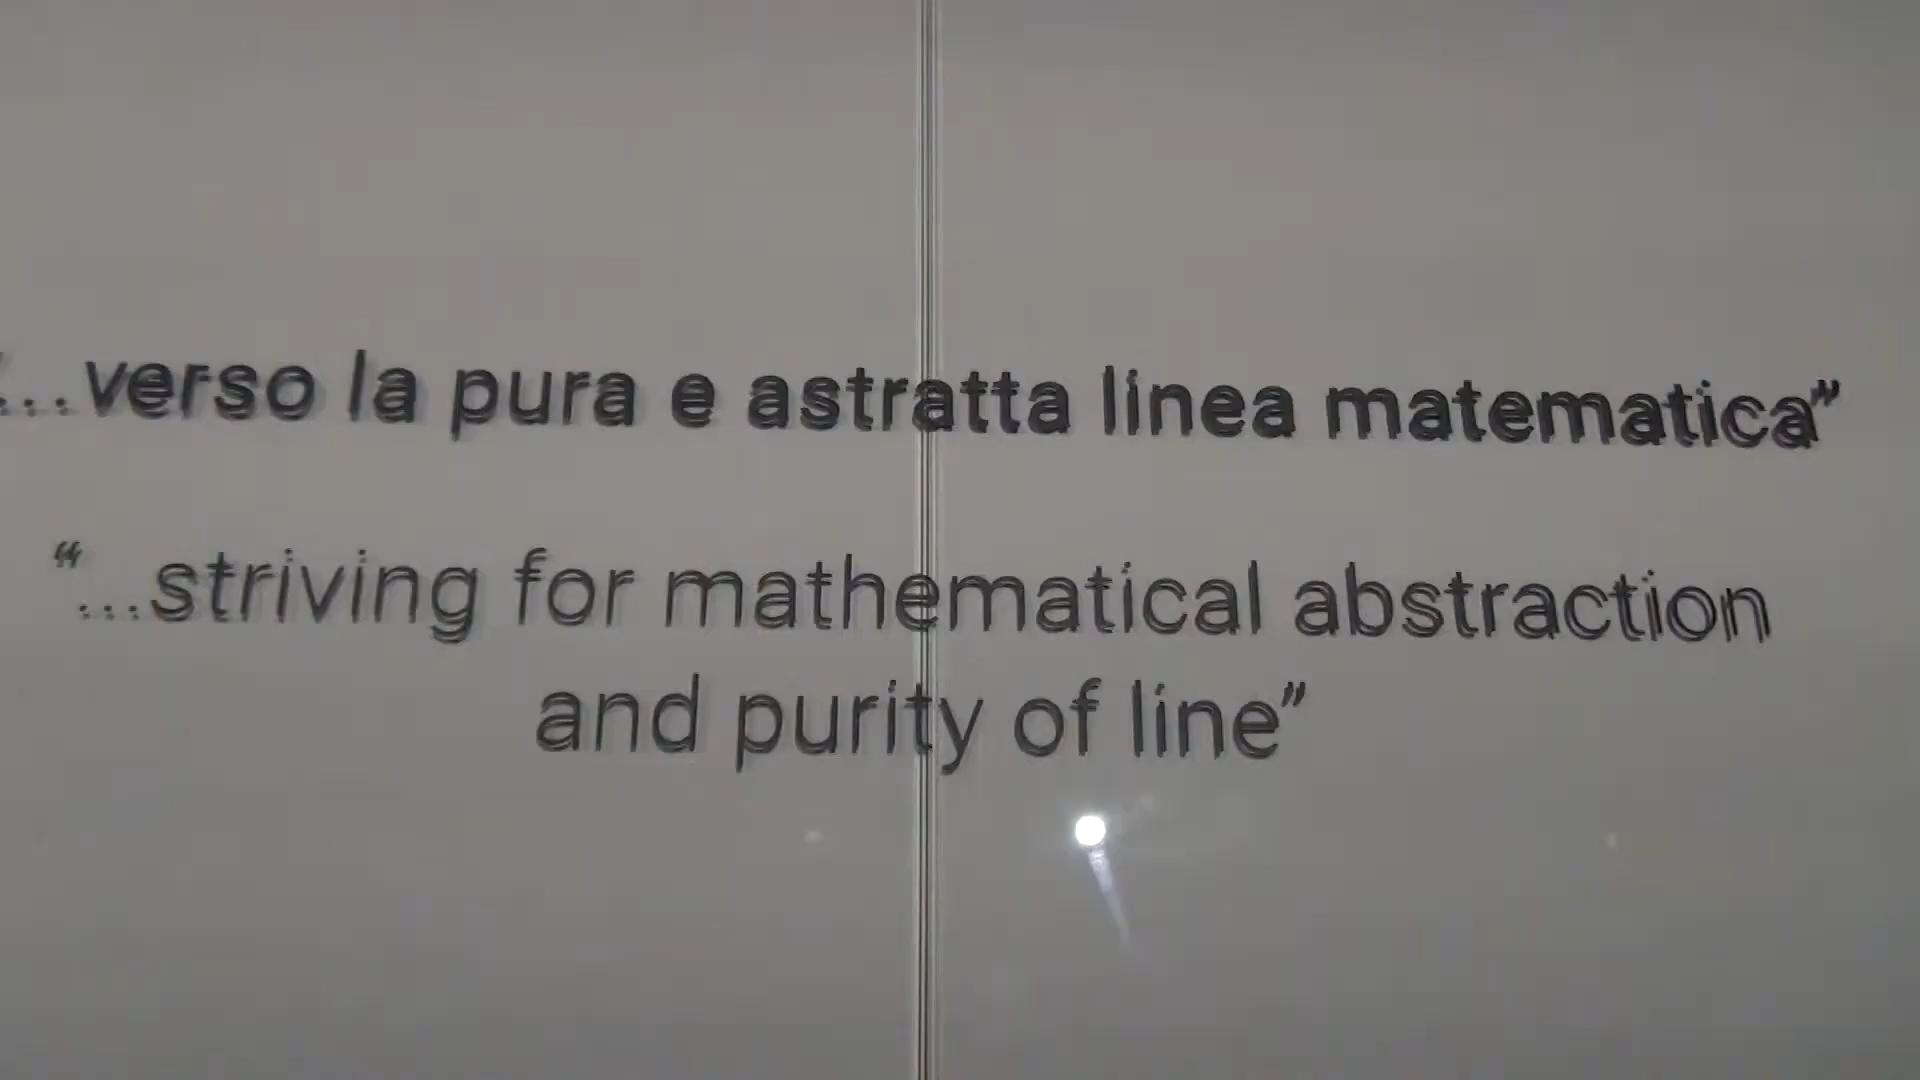 “...verso la pura e astratta linea matematica”
“...striving for mathematical abstraction
and purity of line”